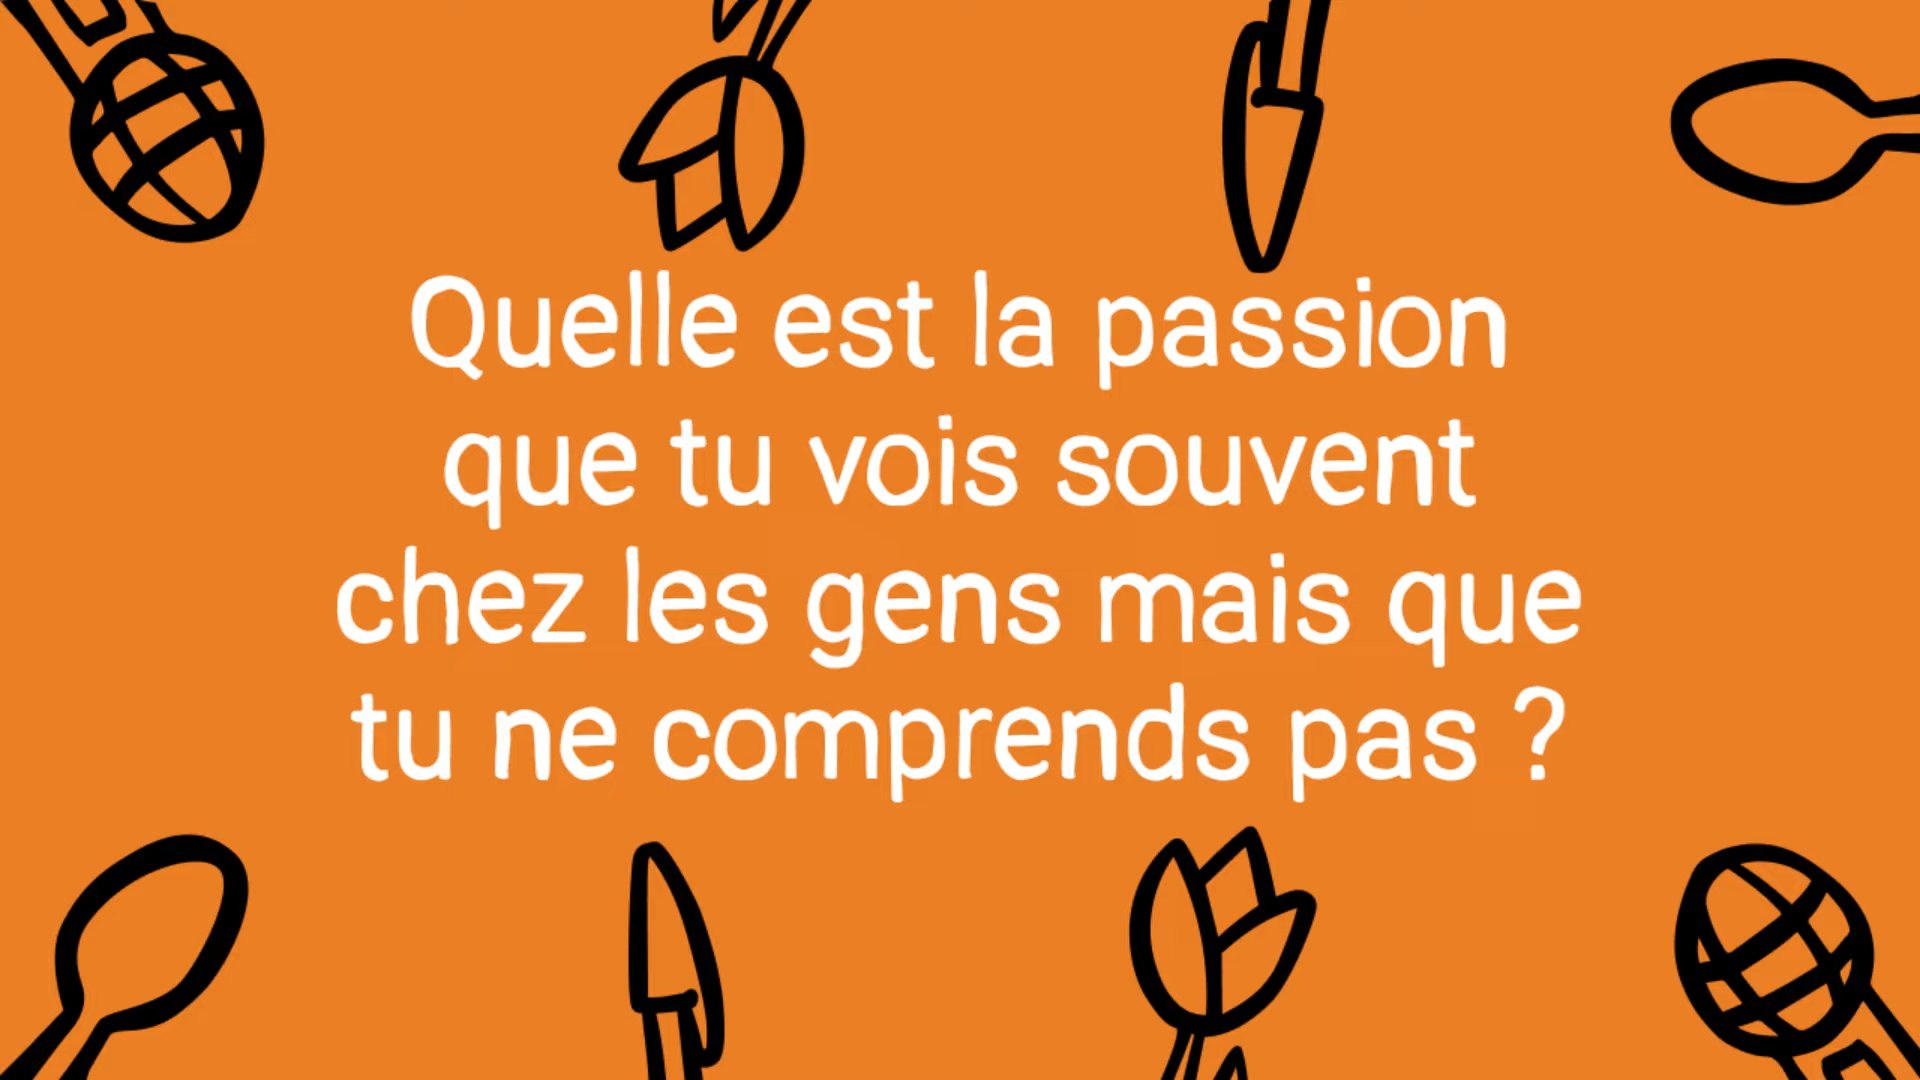 Quelle est la passion
que tu vois souvent
chez les gens mais que
tu ne comprends pas ?